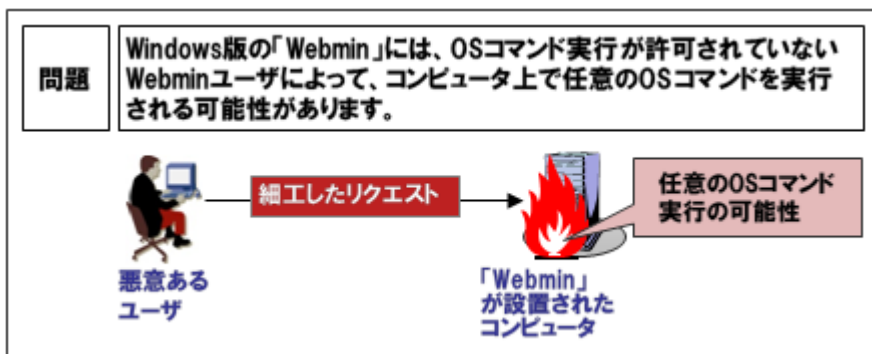 問題
Windows版の「Webmin」には、OSコマンド実行が許可されていない
Webminユーザによって、コンピュータ上で任意のOSコマンドを実行
される可能性があります。
細工したリクエスト
任意のOSコマンド
実行の可能性
悪意ある
ユーザ
「Webmin」
が設置された
コンピュータ